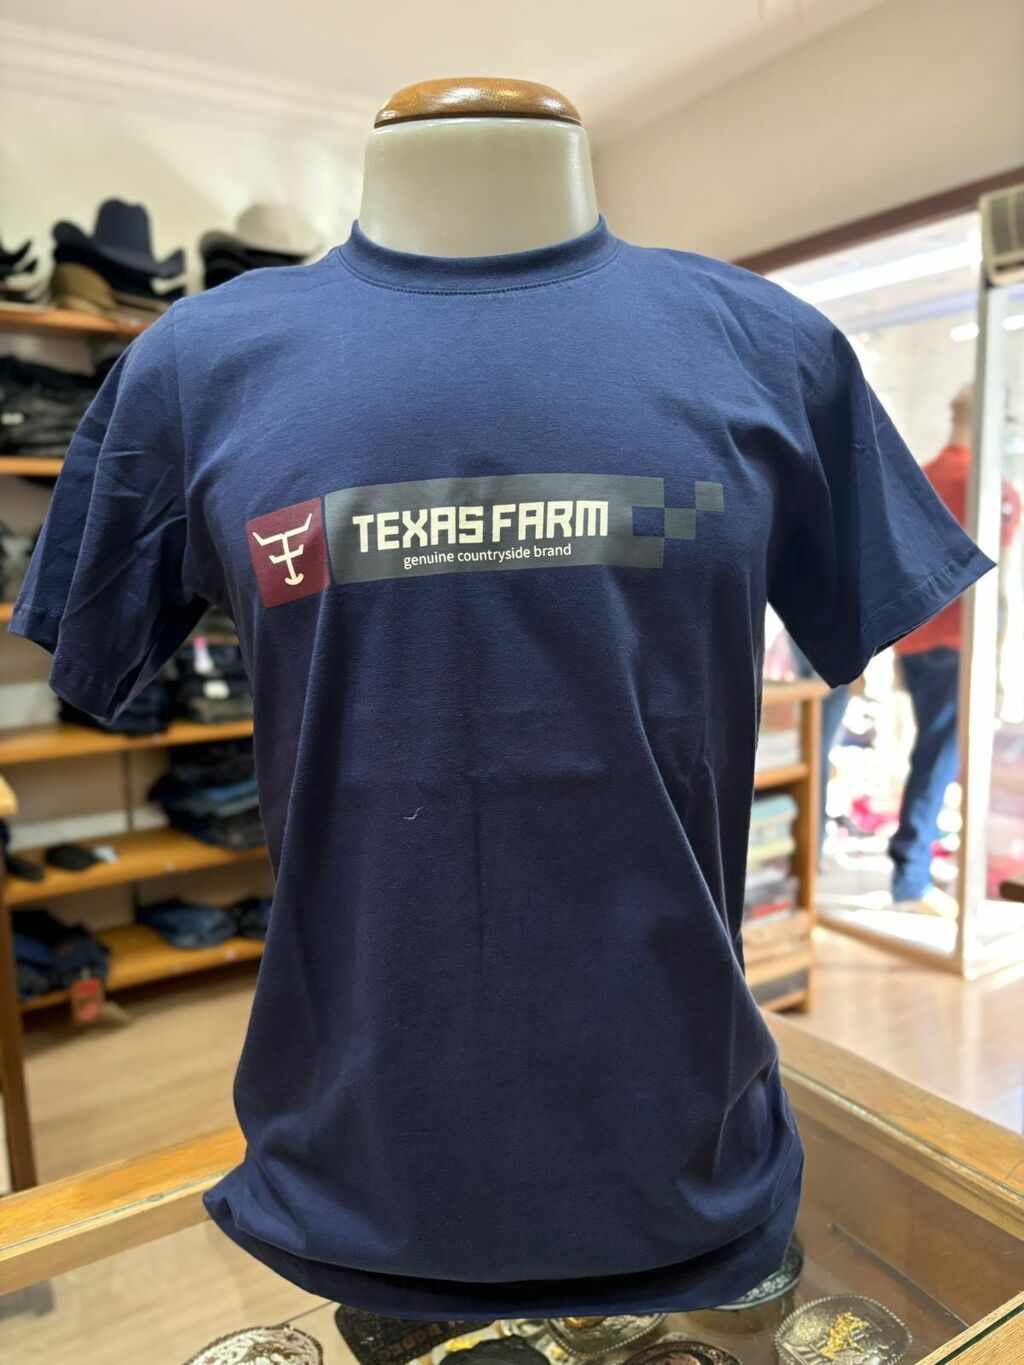 TEXAS FARM
genuine countryside brand